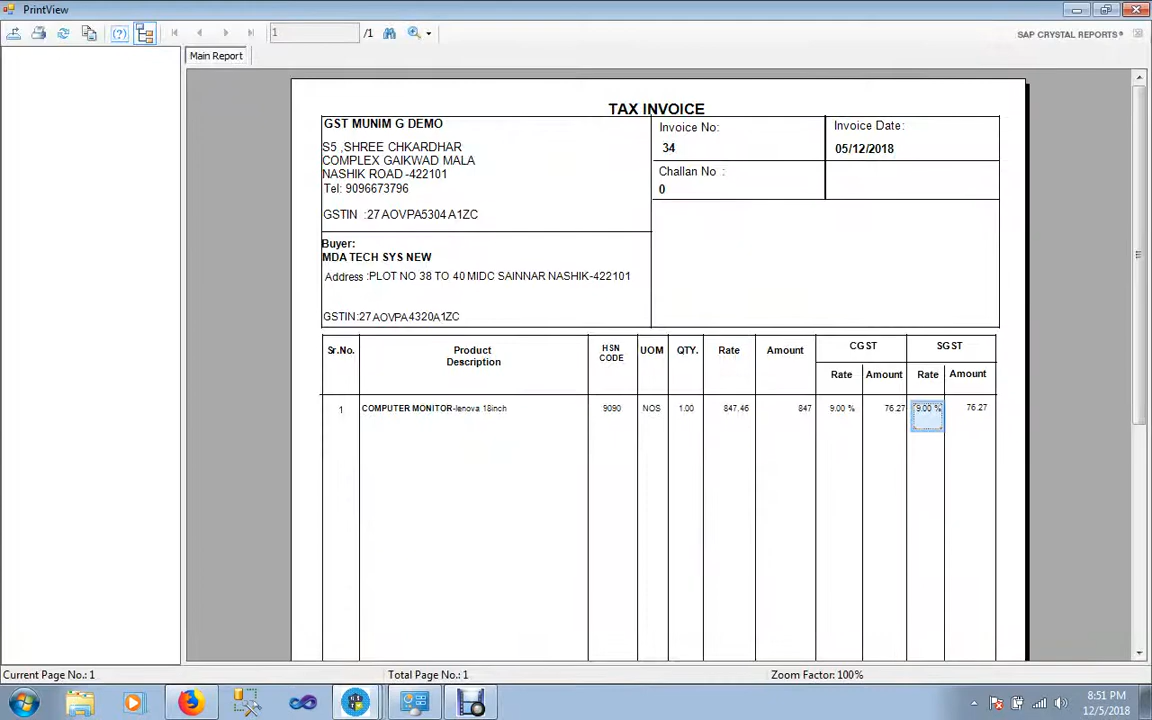 PrintView
1
/1
SAP CRYSTAL REPORTS®
Main Report
TAX INVOICE
GST MUNIM G DEMO
S5 ,SHREE CHKARDHAR
COMPLEX GAIKWAD MALA
NASHIK ROAD -422101
Tel: 9096673796
GSTIN :27AOVPA5304A1ZC
Invoice No:
34
Invoice Date:
05/12/2018
Challan No :
0
Buyer:
MDA TECH SYS NEW
Address :PLOT NO 38 TO 40 MIDC SAINNAR NASHIK-422101
GSTIN:27AOVPA4320A1ZC
Sr.No. Product Description HSN CODE UOM QTY. Rate Amount CGST SGST
Rate Amount Rate Amount
1 COMPUTER MONITOR-lenova 18inch 9090 NOS 1.00 847.46 847 9.00 % 76.27 9.00 % 76.27
Current Page No.: 1 Total Page No.: 1 Zoom Factor: 100%
8:51 PM
12/5/2018